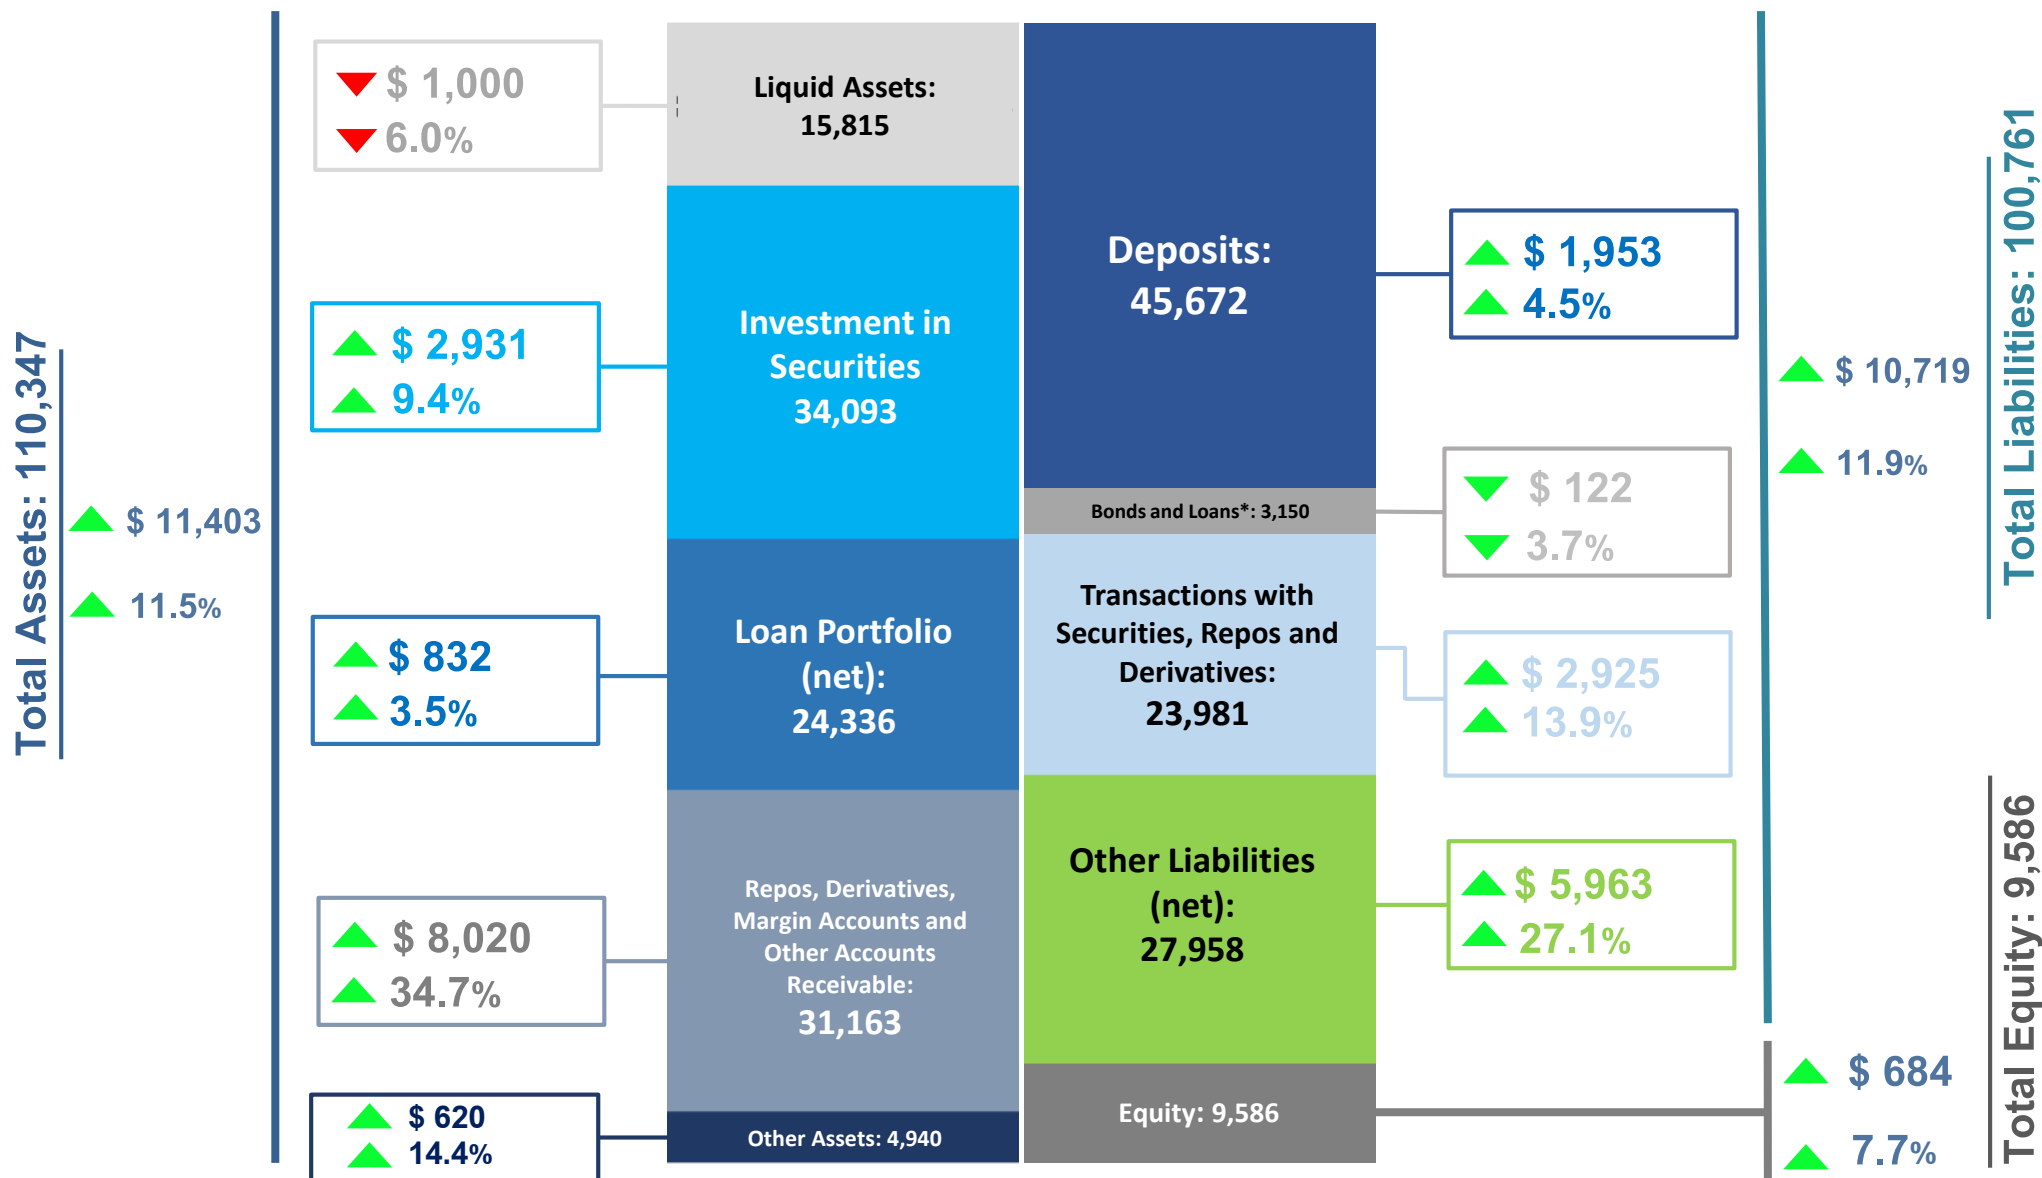 Total Assets: 110,347
$ 11,403
11.5%
$ 1,000
6.0%
$ 2,931
9.4%
$ 832
3.5%
$ 8,020
34.7%
$ 620
14.4%
Liquid Assets:
15,815
Investment in
Securities
34,093
Loan Portfolio
(net):
24,336
Repos, Derivatives,
Margin Accounts and
Other Accounts
Receivable:
31,163
Other Assets: 4,940
Deposits:
45,672
Bonds and Loans*: 3,150
Transactions with
Securities, Repos and
Derivatives:
23,981
Other Liabilities
(net):
27,958
Equity: 9,586
$ 1,953
4.5%
$ 122
3.7%
$ 2,925
13.9%
$ 5,963
27.1%
$ 10,719
11.9%
Total Liabilities: 100,761
$ 684
7.7%
Total Equity: 9,586